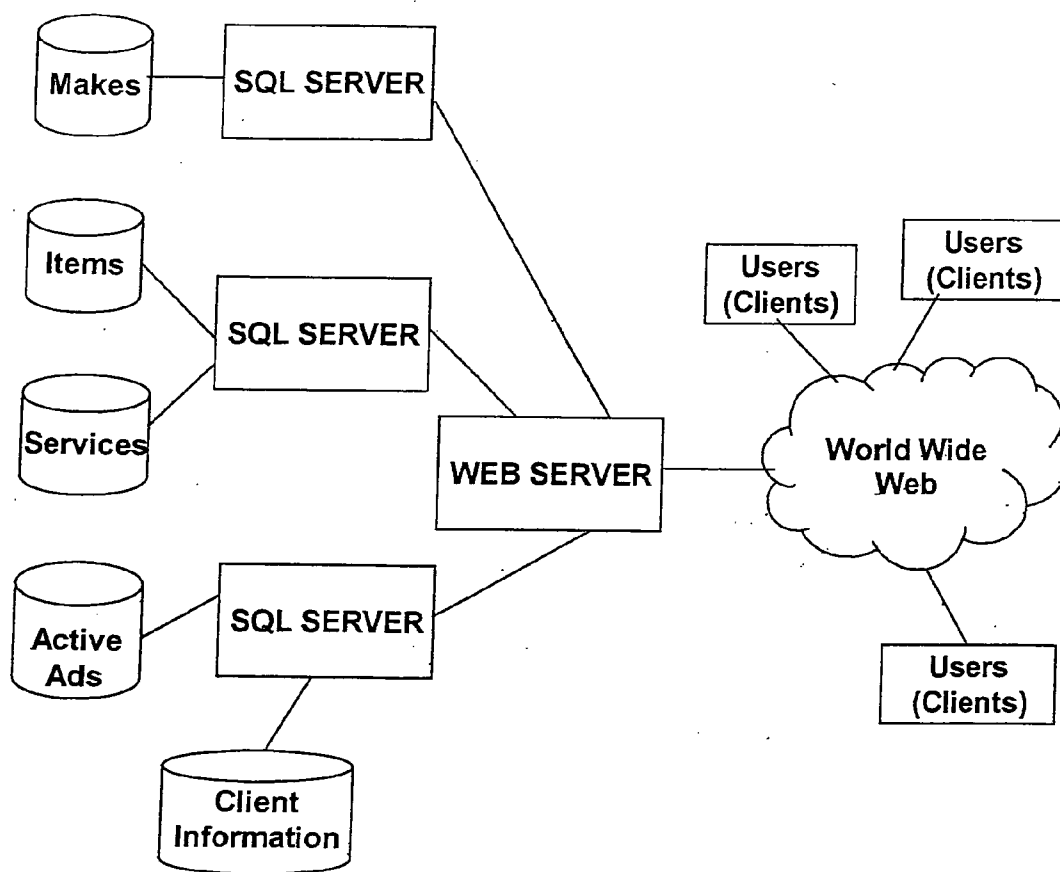 Makes
SQL SERVER
Items
SQL SERVER
Services
Active
Ads
SQL SERVER
Client
Information
WEB SERVER
Users
(Clients)
Users
(Clients)
World Wide
Web
Users
(Clients)